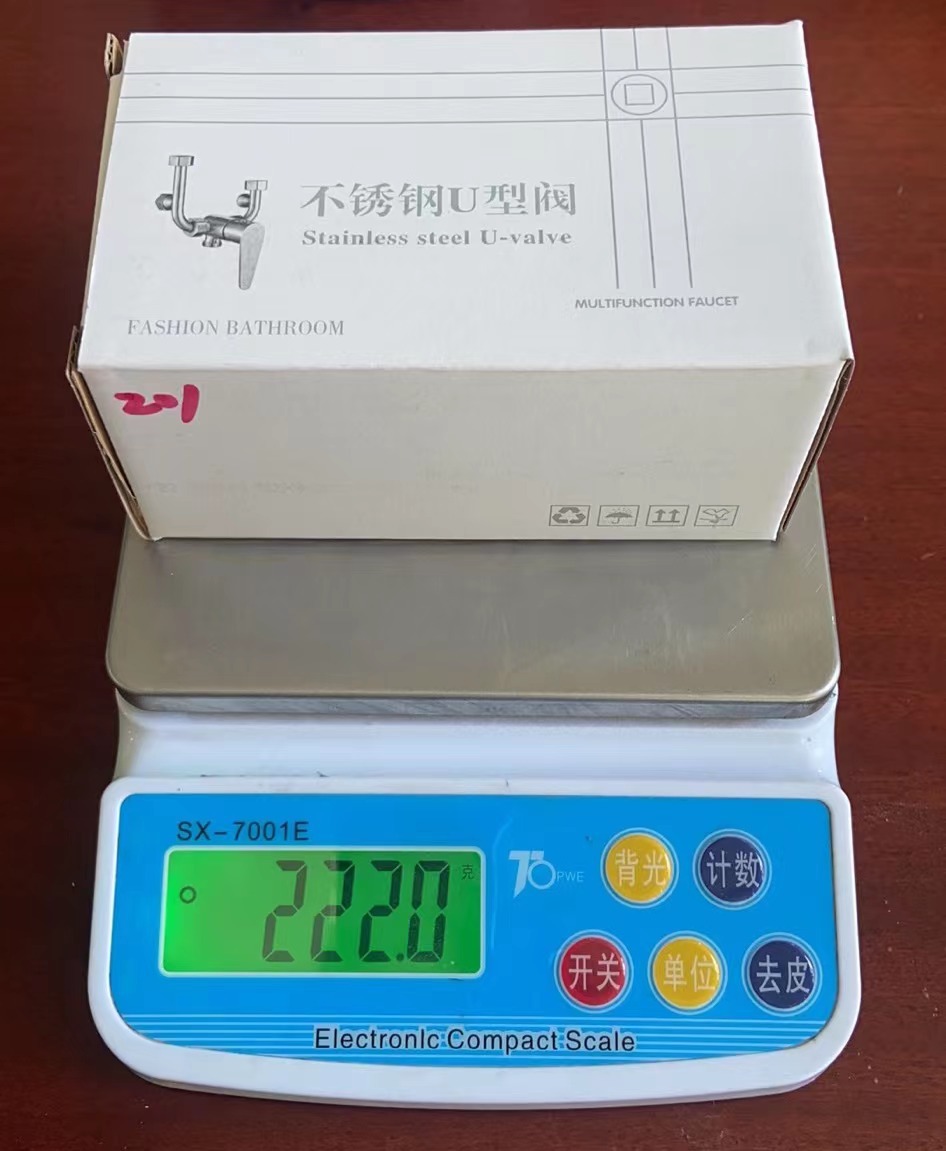 不锈钢U型阀
Stainless steel U-valve
MULTIFUNCTION FAUCET
FASHION BATHROOM
201
SX-7001E
222.0 克
PWE
背光 计数
开关 单位 去皮
Electronlc Compact Scale